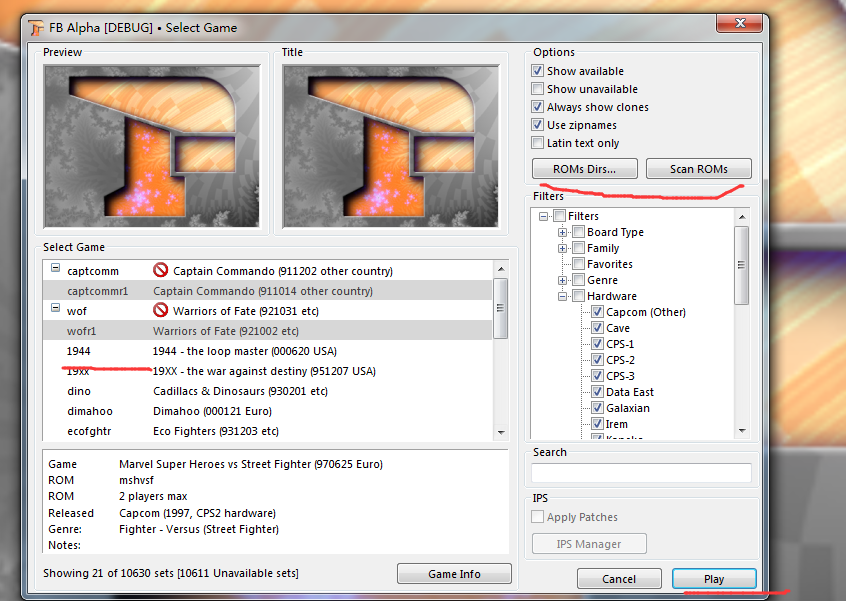 FB Alpha [DEBUG] • Select Game
Preview
Title
Select Game
captcomm Captain Commando (911202 other country)
captcommr1 Captain Commando (911014 other country)
wof Warriors of Fate (921031 etc)
wofr1 Warriors of Fate (921002 etc)
1944 1944 - the loop master (000620 USA)
19xx 19XX - the war against destiny (951207 USA)
dino Cadillacs & Dinosaurs (930201 etc)
dimahoo Dimahoo (000121 Euro)
ecofghtr Eco Fighters (931203 etc)
Game Marvel Super Heroes vs Street Fighter (970625 Euro)
ROM mshvsf
ROM 2 players max
Released Capcom (1997, CPS2 hardware)
Genre: Fighter - Versus (Street Fighter)
Notes:
Showing 21 of 10630 sets [10611 Unavailable sets]
Game Info
Options
Show available
Show unavailable
Always show clones
Use zipnames
Latin text only
ROMs Dirs...
Scan ROMs
Filters
Filters
Board Type
Family
Favorites
Genre
Hardware
Capcom (Other)
Cave
CPS-1
CPS-2
CPS-3
Data East
Galaxian
Irem
Search
IPS
Apply Patches
IPS Manager
Cancel
Play